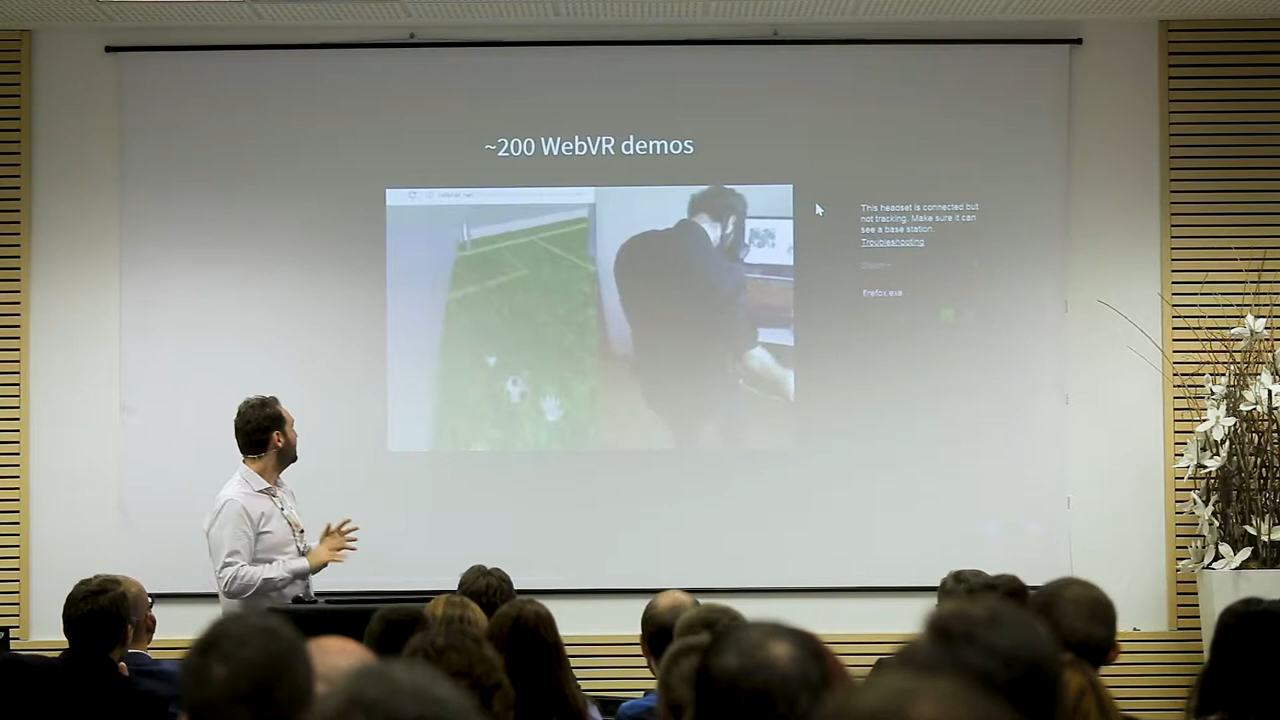 ~200 WebVR demos
This headset is connected but
not tracking. Make sure it can
see a base station.
Troubleshooting
firefox.exe